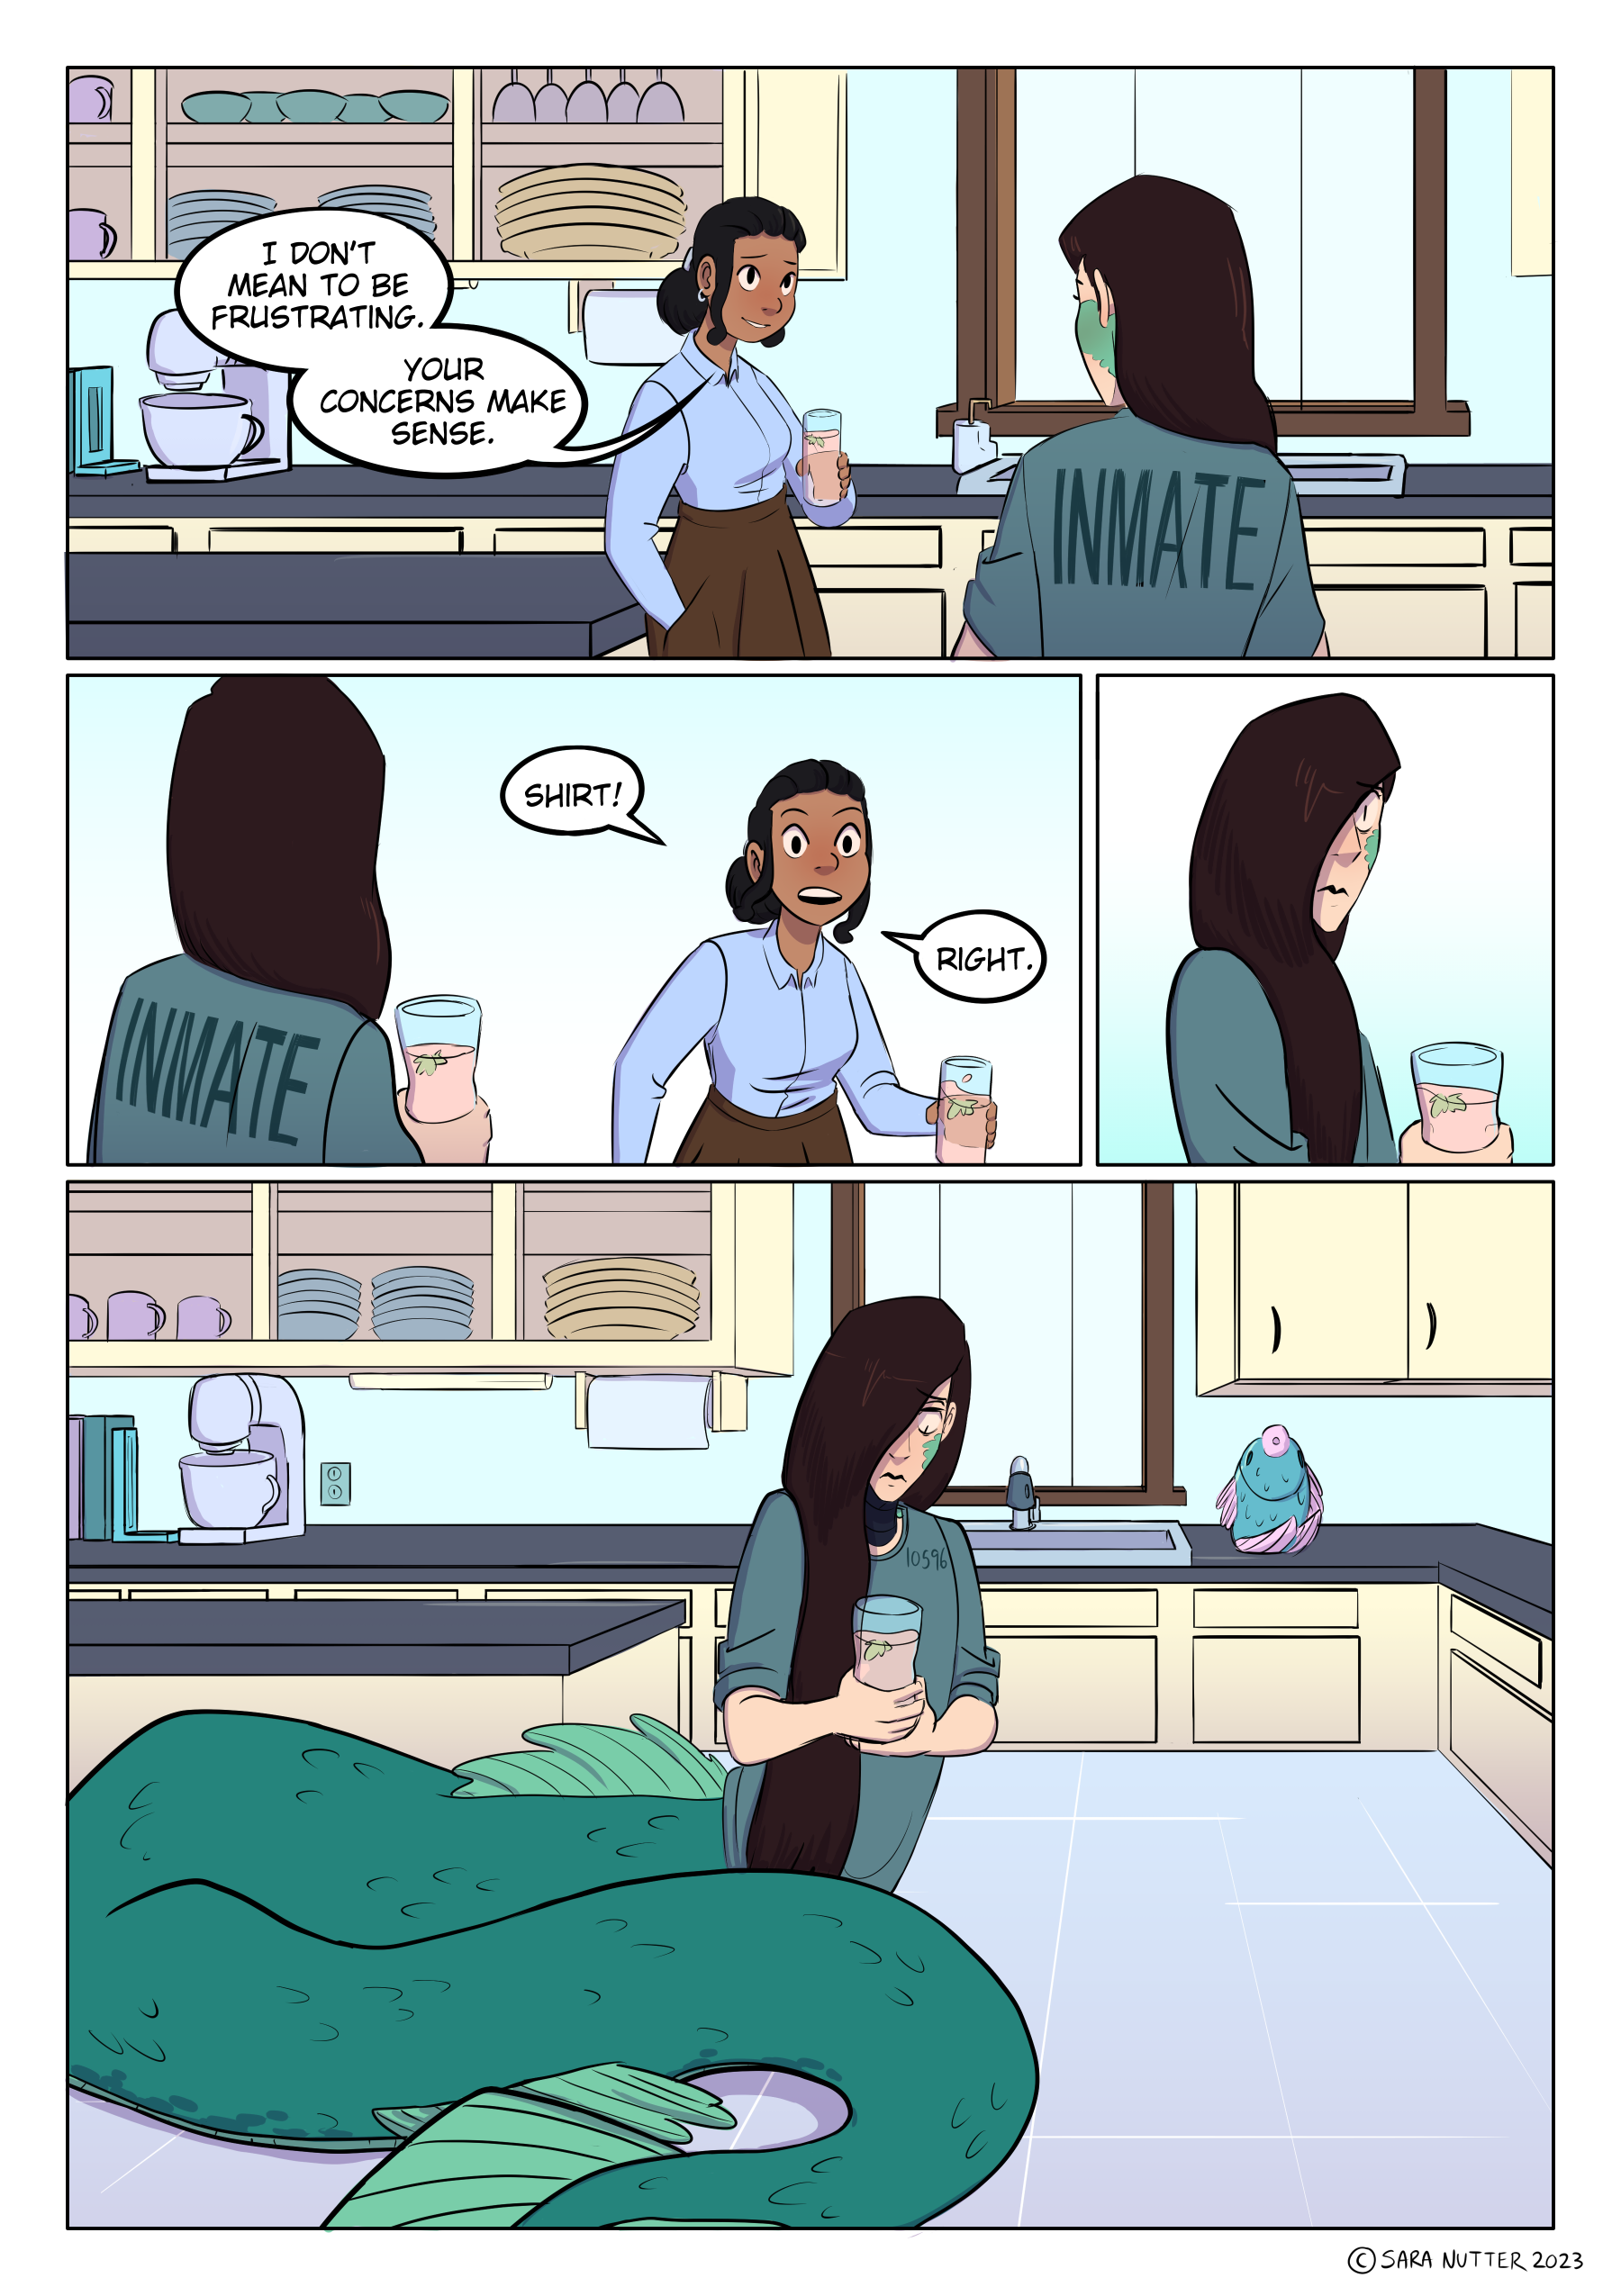 I DON'T
MEAN TO BE
FRUSTRATING.
YOUR
CONCERNS MAKE
SENSE.
INMATE
SHIRT!
RIGHT.
INMATE
10596
© SARA NUTTER 2023